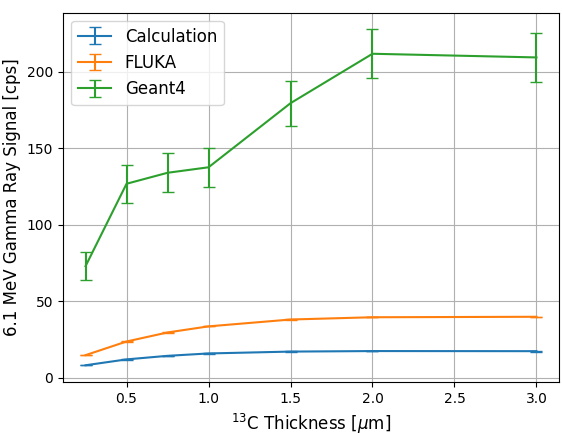 Calculation
FLUKA
Geant4
6.1 MeV Gamma Ray Signal [cps]
200
150
100
50
0
0.5 1.0 1.5 2.0 2.5 3.0
¹³C Thickness [μm]